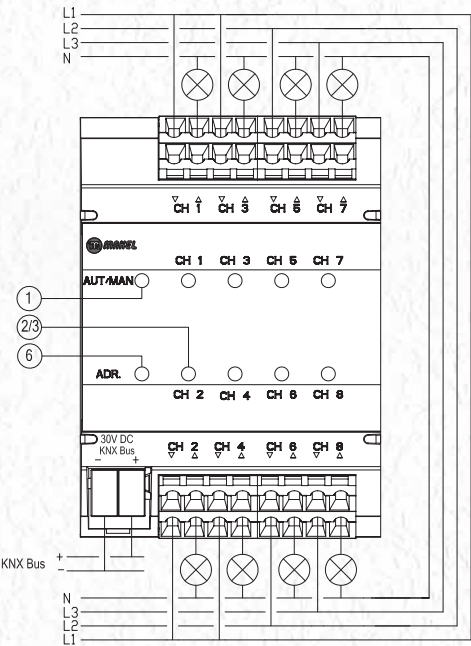 L1
L2
L3
N
CH 1 CH 3 CH 5 CH 7
MAKEL
CH 1 CH 3 CH 5 CH 7
AUT/MAN
1
2/3
6
ADR.
CH 2 CH 4 CH 6 CH 8
30V DC
KNX Bus
- +
CH 2 CH 4 CH 6 CH 8
KNX Bus
+
-
N
L3
L2
L1